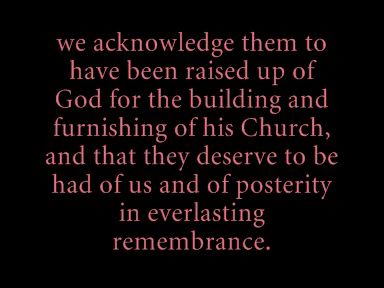 we acknowledge them to
have been raised up of
God for the building and
furnishing of his Church,
and that they deserve to be
had of us and of posterity
in everlasting
remembrance.